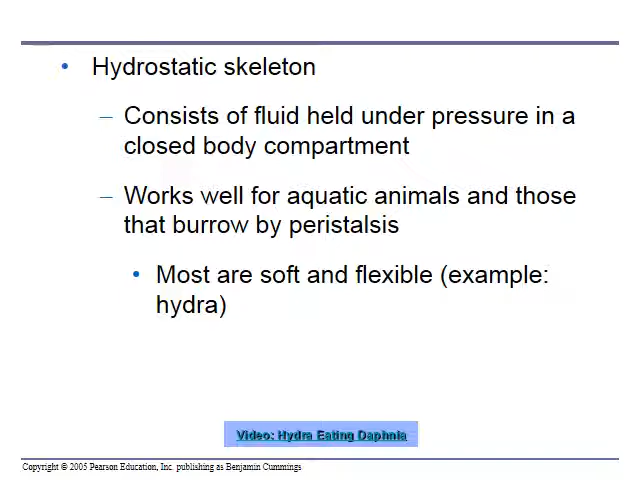 • Hydrostatic skeleton
– Consists of fluid held under pressure in a
closed body compartment
– Works well for aquatic animals and those
that burrow by peristalsis
• Most are soft and flexible (example:
hydra)
Video: Hydra Eating Daphnia
Copyright © 2005 Pearson Education, Inc. publishing as Benjamin Cummings